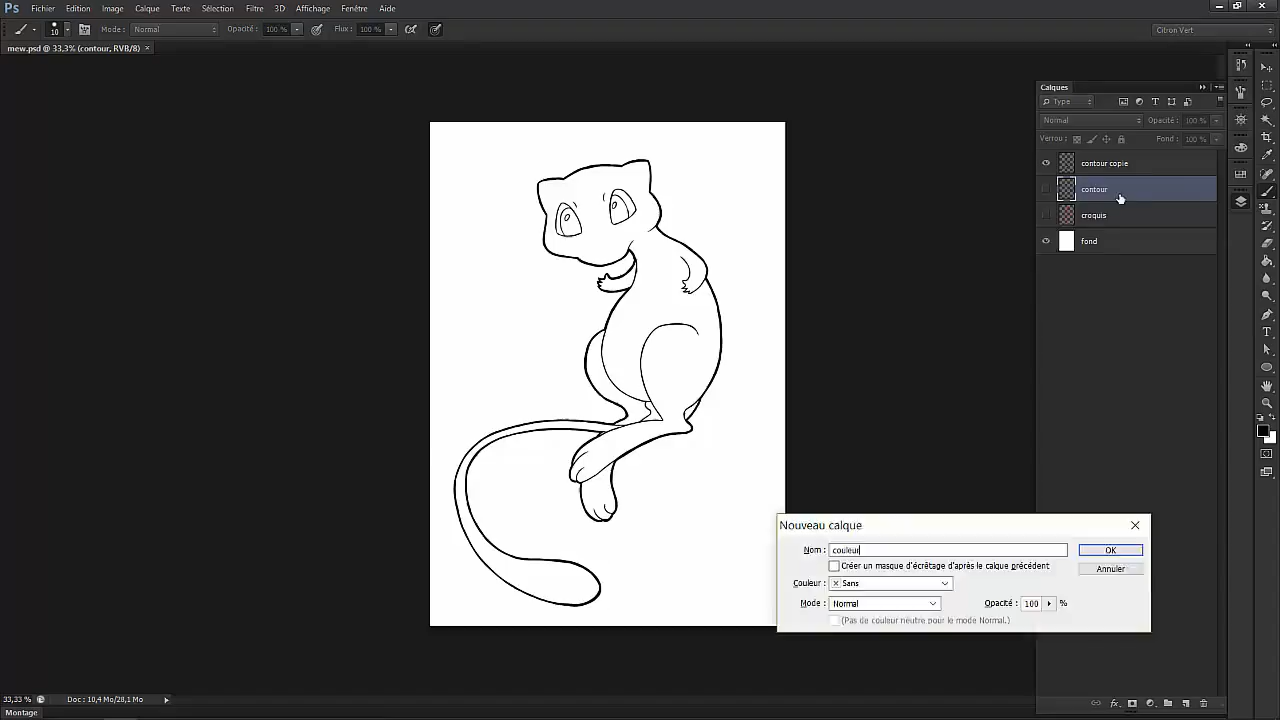 Ps Fichier Edition Image Calque Texte Sélection Filtre 3D Affichage Fenêtre Aide
10 Mode : Normal Opacité : 100 % Flux : 100 % Citron Vert
mew.psd @ 33,3% (contour, RVB/8) ×
Calques
Type
Normal Opacité : 100 %
Verrou : Fond : 100 %
contour copie
contour
croquis
fond
Nouveau calque
Nom : couleur OK
Créer un masque d'écrêtage d'après le calque précédent
Annuler
Couleur : Sans
Mode : Normal Opacité : 100 %
(Pas de couleur neutre pour le mode Normal.)
33,33 % Doc : 10,4 Mo/28,1 Mo
Montage